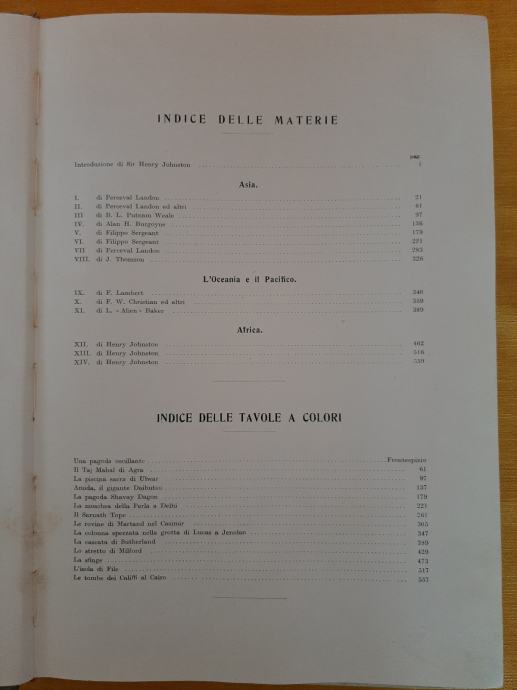 INDICE DELLE MATERIE
pag.
Introduzione di Sir Henry Johnston 1
Asia.
I. di Perceval Landon 21
II. di Perceval Landon ed altri 61
III di B. L. Putnam Weale 97
IV. di Alan H. Burgoyne 136
V. di Filippo Sergeant 179
VI. di Filippo Sergeant 221
VII di Perceval Landon 283
VIII. di J. Thomson 326
L'Oceania e il Pacifico.
IX. di F. Lambert 346
X. di F. W. Christian ed altri 359
XI. di L. « Alien » Baker 389
Africa.
XII. di Henry Johnston 462
XIII. di Henry Johnston 516
XIV. di Henry Johnston 559
INDICE DELLE TAVOLE A COLORI
Una pagoda oscillante Frontespizio
Il Taj Mahal di Agra 61
La piscina sacra di Ulwar 97
Amida, il gigante Daibutsu 137
La pagoda Shavay Dagon 179
La moschea della Perla a Delhi 221
Il Sarnath Tope 261
Le rovine di Martand nel Casmir 305
La colonna spezzata nella grotta di Lucas a Jenolan 347
La cascata di Sutherland 389
Lo stretto di Milford 429
La sfinge 473
L'isola di File 517
Le tombe dei Califfi al Cairo 557